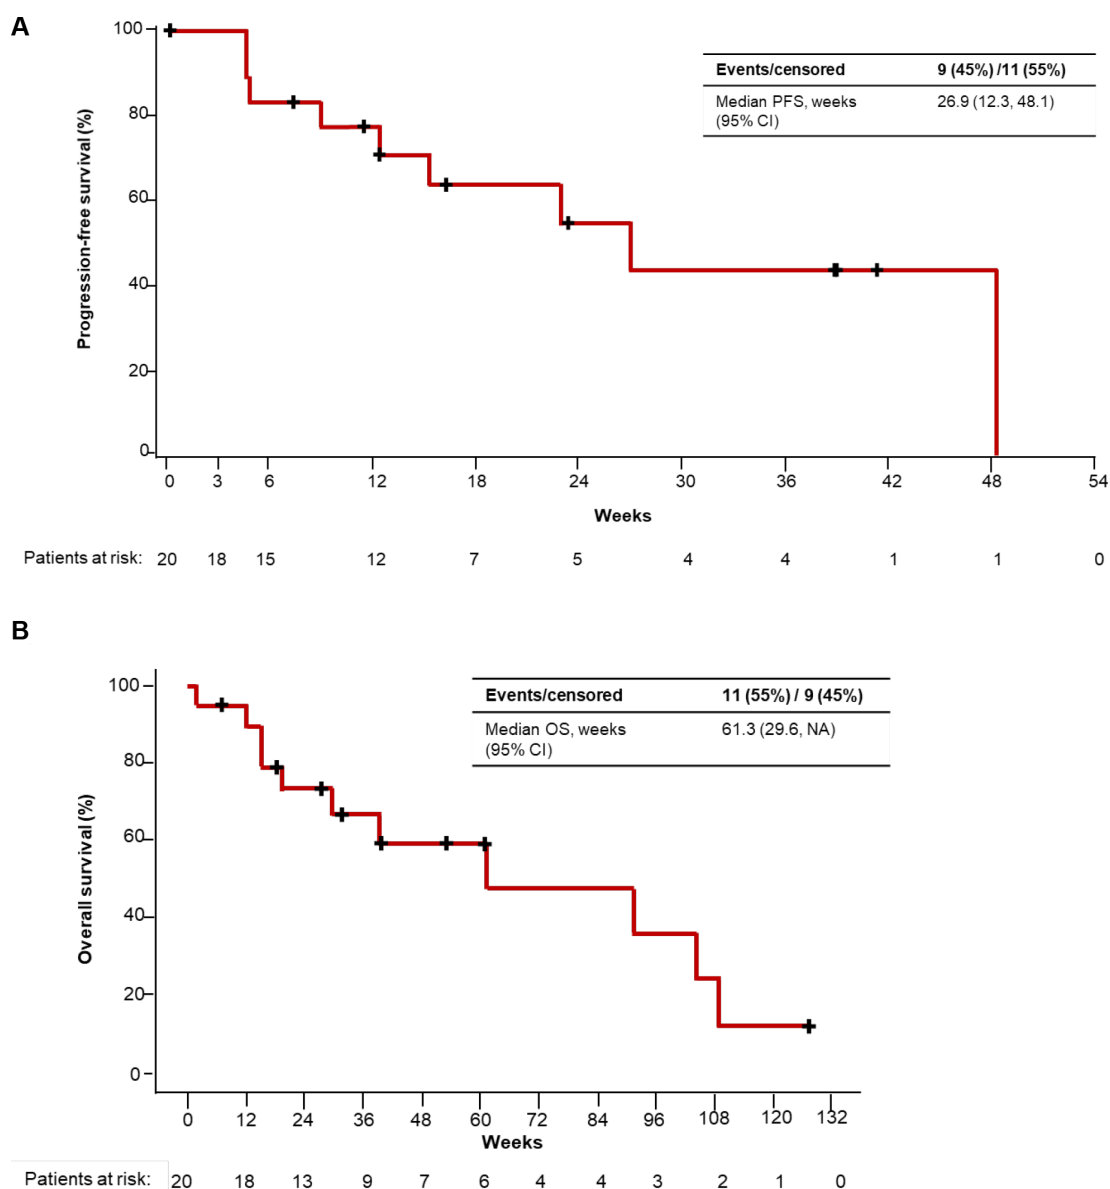 A
Events/censored 9 (45%) /11 (55%)
Median PFS, weeks 26.9 (12.3, 48.1)
(95% CI)
Progression-free survival (%)
100
80
60
40
20
0
0 3 6 12 18 24 30 36 42 48 54
Weeks
Patients at risk: 20 18 15 12 7 5 4 4 1 1 0
B
Events/censored 11 (55%) / 9 (45%)
Median OS, weeks 61.3 (29.6, NA)
(95% CI)
Overall survival (%)
100
80
60
40
20
0
0 12 24 36 48 60 72 84 96 108 120 132
Weeks
Patients at risk: 20 18 13 9 7 6 4 4 3 2 1 0